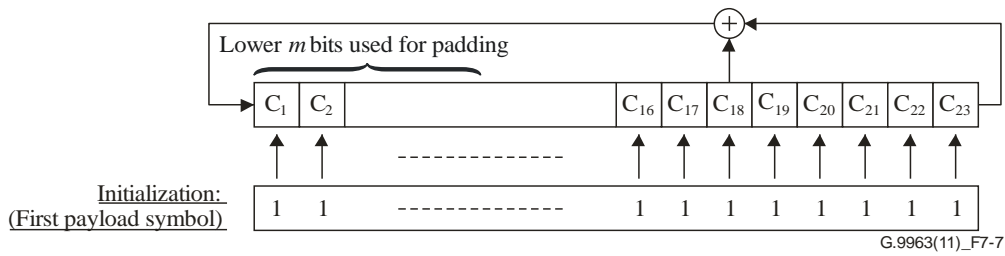 +
Lower m bits used for padding
C1 C2 C16 C17 C18 C19 C20 C21 C22 C23
Initialization:
(First payload symbol)
1 1 1 1 1 1 1 1 1 1
G.9963(11)_F7-7